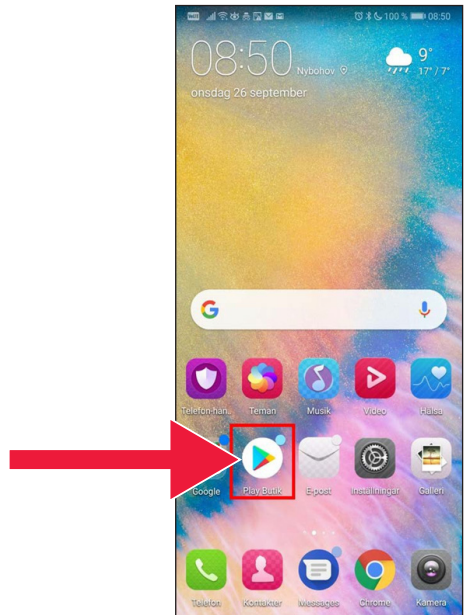 100 % 08:50
08:50 Nybohov 9°
17° / 7°
onsdag 26 september
Telefon-han.. Teman Musik Video Hälsa
Google Play Butik E-post Inställningar Galleri
Telefon Kontakter Messages Chrome Kamera